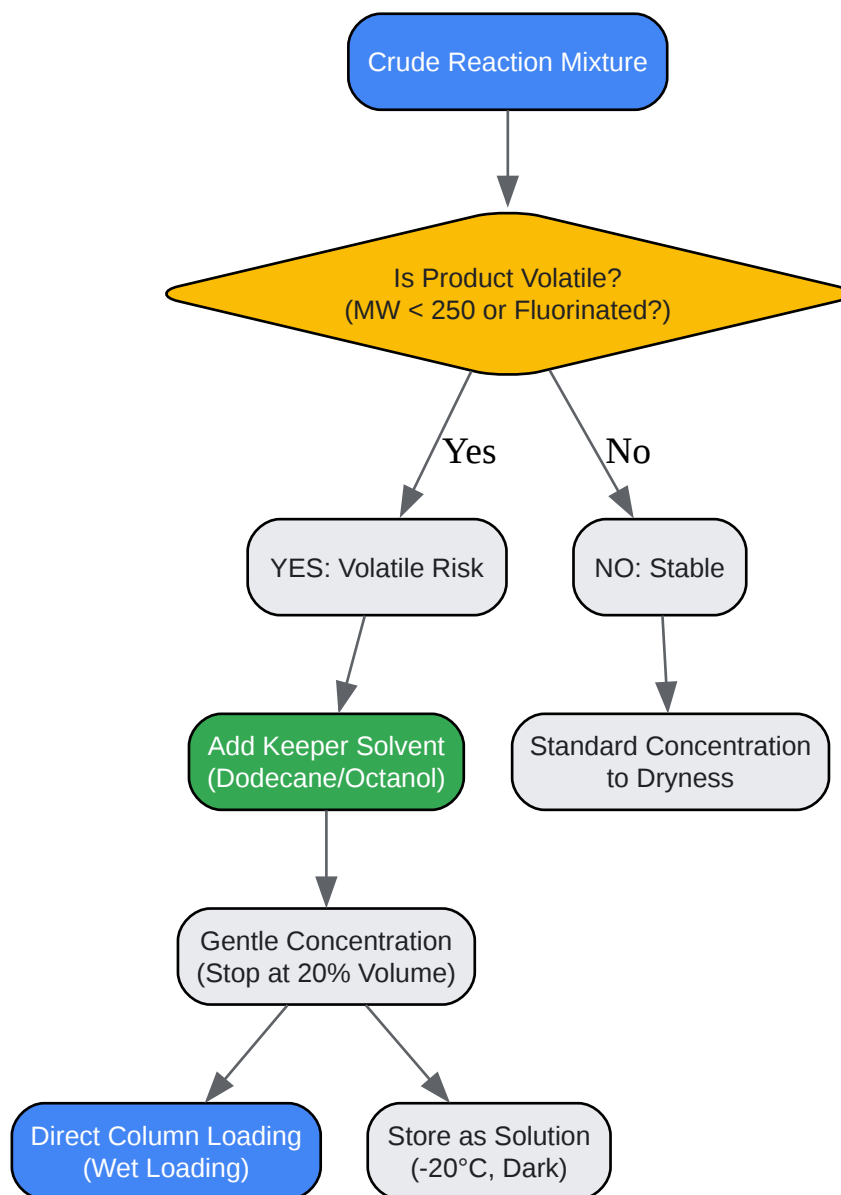 Crude Reaction Mixture
Is Product Volatile?
(MW < 250 or Fluorinated?)
Yes
No
YES: Volatile Risk
NO: Stable
Add Keeper Solvent
(Dodecane/Octanol)
Standard Concentration
to Dryness
Gentle Concentration
(Stop at 20% Volume)
Direct Column Loading
(Wet Loading)
Store as Solution
(-20°C, Dark)